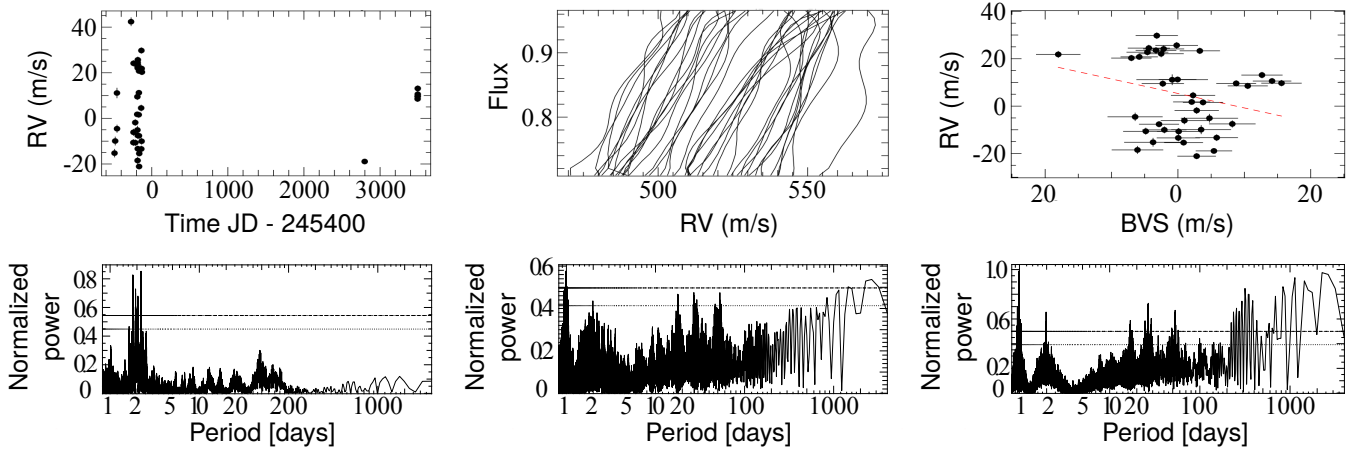 40
20
0
-20
RV (m/s)
0 1000 2000 3000
Time JD - 245400
0.9
0.8
Flux
500 550
RV (m/s)
40
20
0
-20
RV (m/s)
20 0 20
BVS (m/s)
0.8
0.6
0.4
0.2
0
Normalized
power
1 2 5 10 20 200 1000
Period [days]
0.6
0.4
0.2
0
Normalized
power
1 2 5 10 20 100 1000
Period [days]
1.0
0.6
0.2
0
Normalized
power
1 2 5 10 20 100 1000
Period [days]